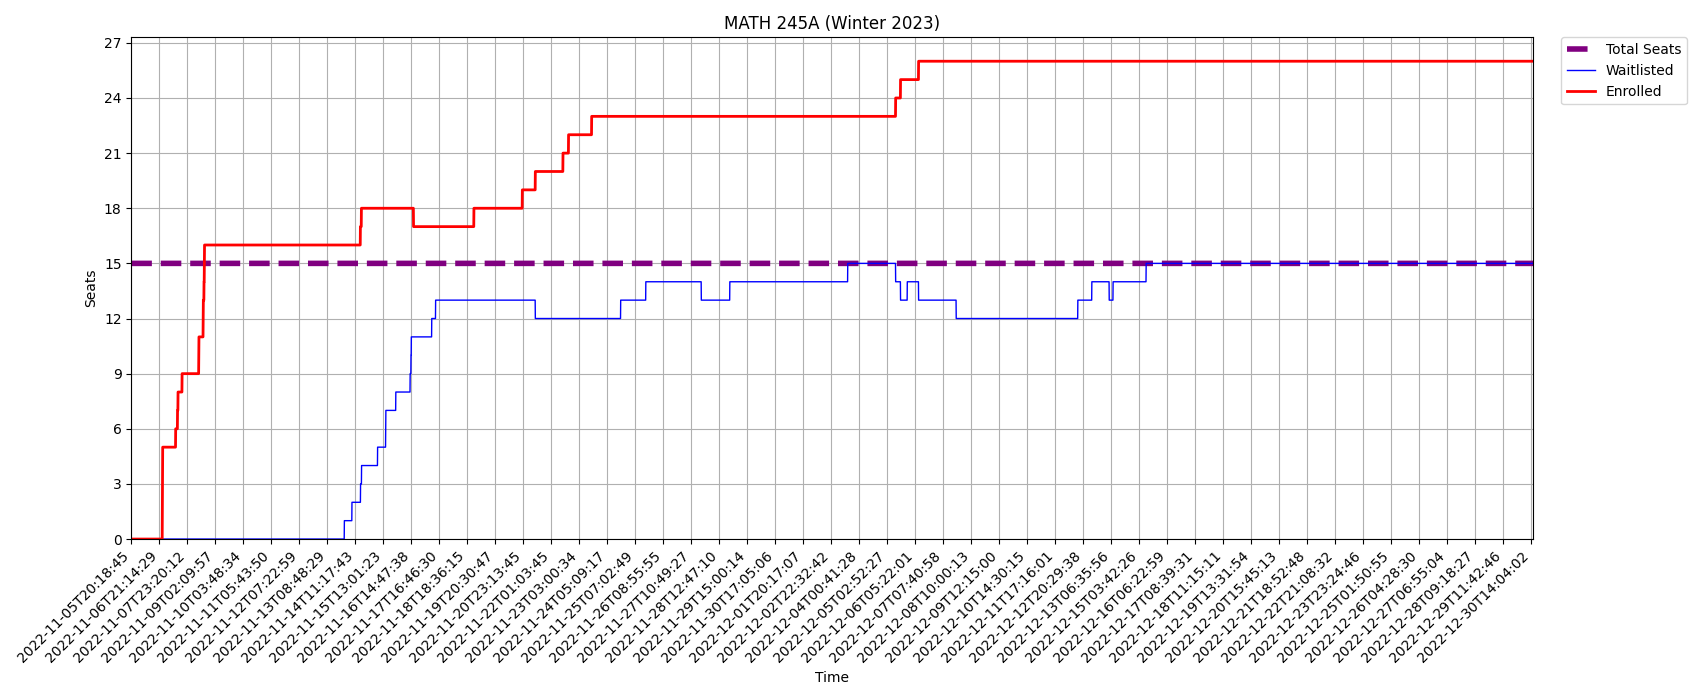 MATH 245A (Winter 2023)
Total Seats
Waitlisted
Enrolled
Seats
27
24
21
18
15
12
9
6
3
0
2022-11-05T20:18:45
2022-11-06T21:14:29
2022-11-07T23:20:12
2022-11-09T02:09:57
2022-11-10T03:48:34
2022-11-11T05:43:50
2022-11-12T07:22:59
2022-11-13T08:48:29
2022-11-14T11:17:43
2022-11-15T13:01:23
2022-11-16T14:47:38
2022-11-17T16:46:30
2022-11-18T18:36:15
2022-11-19T20:30:47
2022-11-20T23:13:45
2022-11-22T01:03:45
2022-11-23T03:00:34
2022-11-24T05:09:17
2022-11-25T07:02:49
2022-11-26T08:55:55
2022-11-27T10:49:27
2022-11-28T12:47:10
2022-11-29T15:00:14
2022-11-30T17:05:06
2022-12-01T20:17:07
2022-12-02T22:32:42
2022-12-04T00:41:28
2022-12-05T02:52:27
2022-12-06T05:22:01
2022-12-07T07:40:58
2022-12-08T10:00:13
2022-12-09T12:15:00
2022-12-10T14:30:15
2022-12-11T17:16:01
2022-12-12T20:29:38
2022-12-13T06:35:56
2022-12-15T03:42:26
2022-12-16T06:22:59
2022-12-17T08:39:31
2022-12-18T11:15:11
2022-12-19T13:31:54
2022-12-20T15:45:13
2022-12-21T18:52:48
2022-12-22T21:08:32
2022-12-23T23:24:46
2022-12-25T01:50:55
2022-12-26T04:28:30
2022-12-27T06:55:04
2022-12-28T09:18:27
2022-12-29T11:42:46
2022-12-30T14:04:02
Time